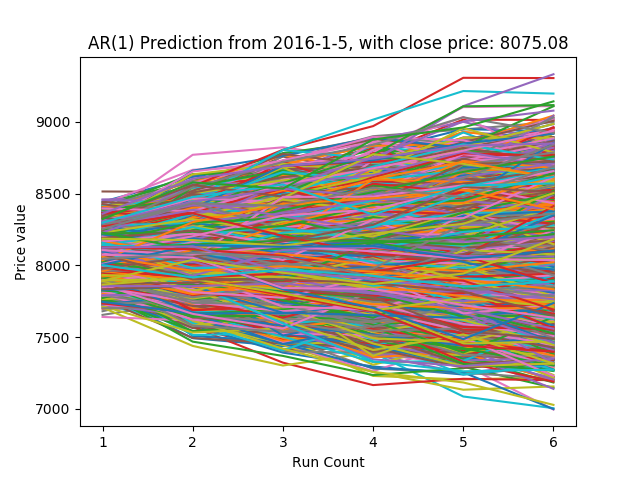 AR(1) Prediction from 2016-1-5, with close price: 8075.08
Price value
9000
8500
8000
7500
7000
1 2 3 4 5 6
Run Count